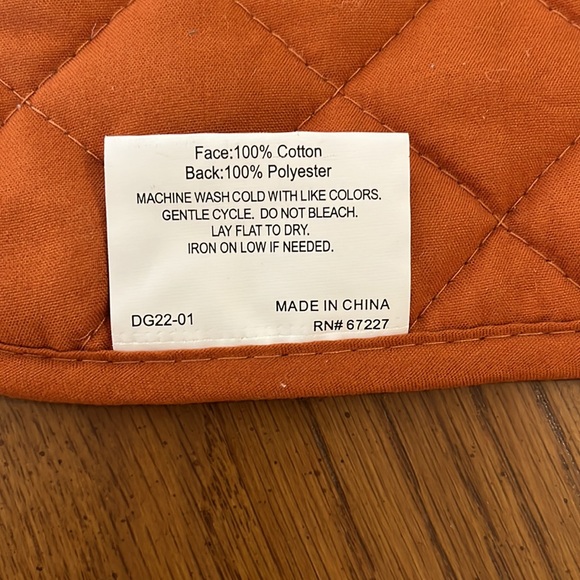 Face:100% Cotton
Back:100% Polyester
MACHINE WASH COLD WITH LIKE COLORS.
GENTLE CYCLE. DO NOT BLEACH.
LAY FLAT TO DRY.
IRON ON LOW IF NEEDED.
MADE IN CHINA
DG22-01 RN# 67227